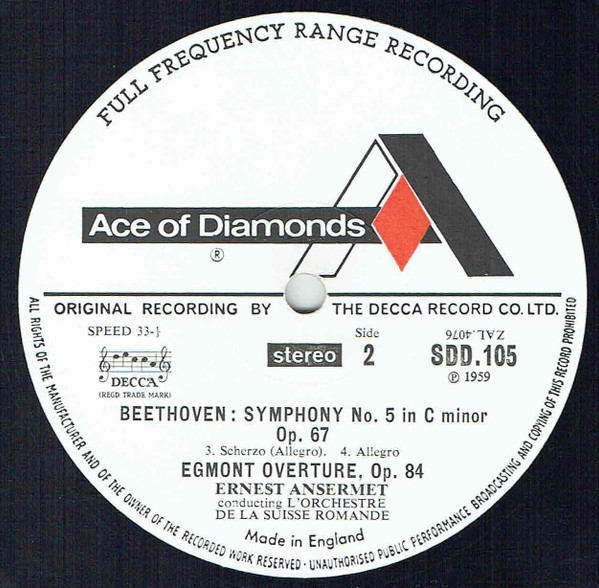 FULL FREQUENCY RANGE RECORDING
Ace of Diamonds
®
ORIGINAL RECORDING BY THE DECCA RECORD CO. LTD.
SPEED 33-⅓
DECCA
(REGD TRADE MARK)
stereo
Side
2
ZAL.4076
SDD.105
℗ 1959
BEETHOVEN: SYMPHONY No. 5 in C minor
Op. 67
3. Scherzo (Allegro). 4. Allegro
EGMONT OVERTURE, Op. 84
ERNEST ANSERMET
conducting L'ORCHESTRE
DE LA SUISSE ROMANDE
Made in England
ALL RIGHTS OF THE MANUFACTURER AND OF THE OWNER OF THE RECORDED WORK RESERVED · UNAUTHORISED PUBLIC PERFORMANCE BROADCASTING AND COPYING OF THIS RECORD PROHIBITED